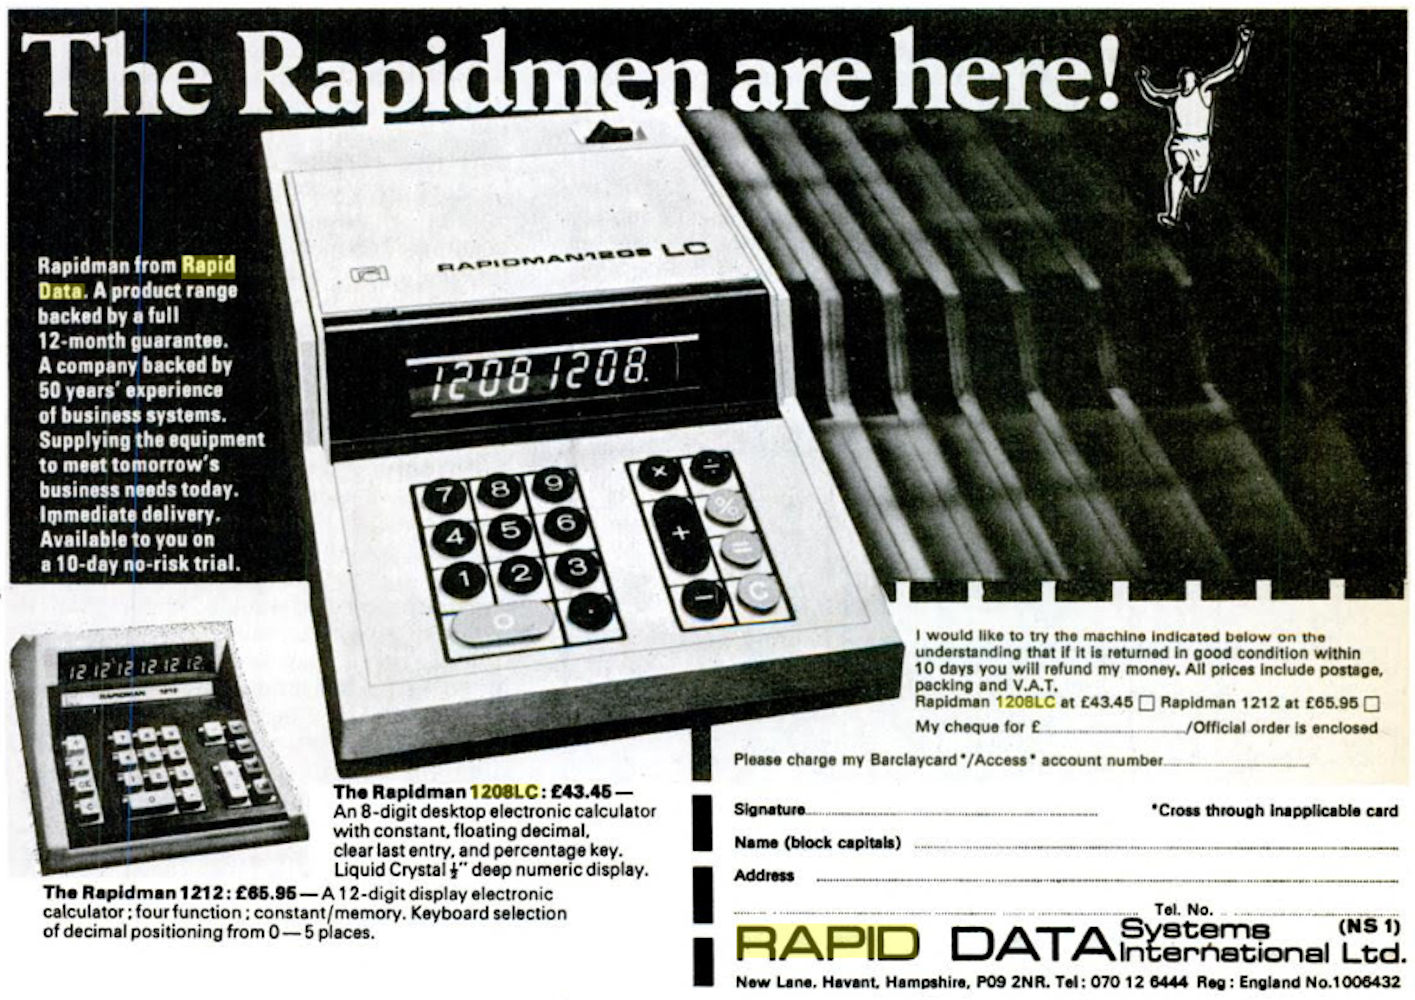 The Rapidmen are here!
Rapidman from Rapid
Data. A product range
backed by a full
12-month guarantee.
A company backed by
50 years' experience
of business systems.
Supplying the equipment
to meet tomorrow's
business needs today.
Immediate delivery.
Available to you on
a 10-day no-risk trial.
RAPIDMAN1208 LC
12081208.
7 8 9 × ÷
4 5 6 + %
1 2 3 =
0 . − C
121212121212.
RAPIDMAN 1212
The Rapidman 1208LC: £43.45—
An 8-digit desktop electronic calculator
with constant, floating decimal,
clear last entry, and percentage key.
Liquid Crystal ½" deep numeric display.
The Rapidman 1212: £65.95—A 12-digit display electronic
calculator; four function; constant/memory. Keyboard selection
of decimal positioning from 0—5 places.
I would like to try the machine indicated below on the
understanding that if it is returned in good condition within
10 days you will refund my money. All prices include postage,
packing and V.A.T.
Rapidman 1208LC at £43.45 □ Rapidman 1212 at £65.95 □
My cheque for £........................../Official order is enclosed
Please charge my Barclaycard*/Access* account number..........................
Signature.......................... *Cross through inapplicable card
Name (block capitals) ..........................
Address ..........................
.......................... Tel. No. ..........................
RAPID DATA Systems International Ltd. (NS 1)
New Lane, Havant, Hampshire, P09 2NR. Tel: 070 12 6444 Reg: England No.1006432